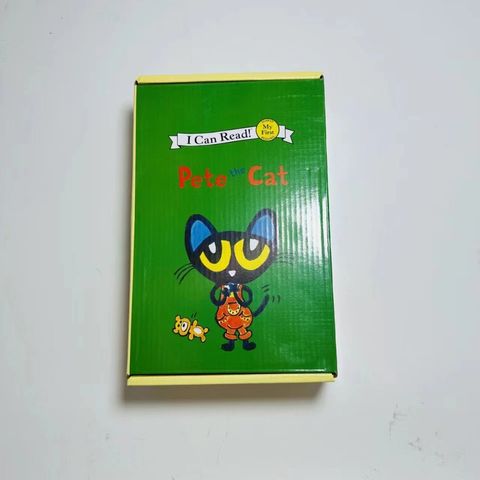 I Can Read!
My
First
Pete the Cat